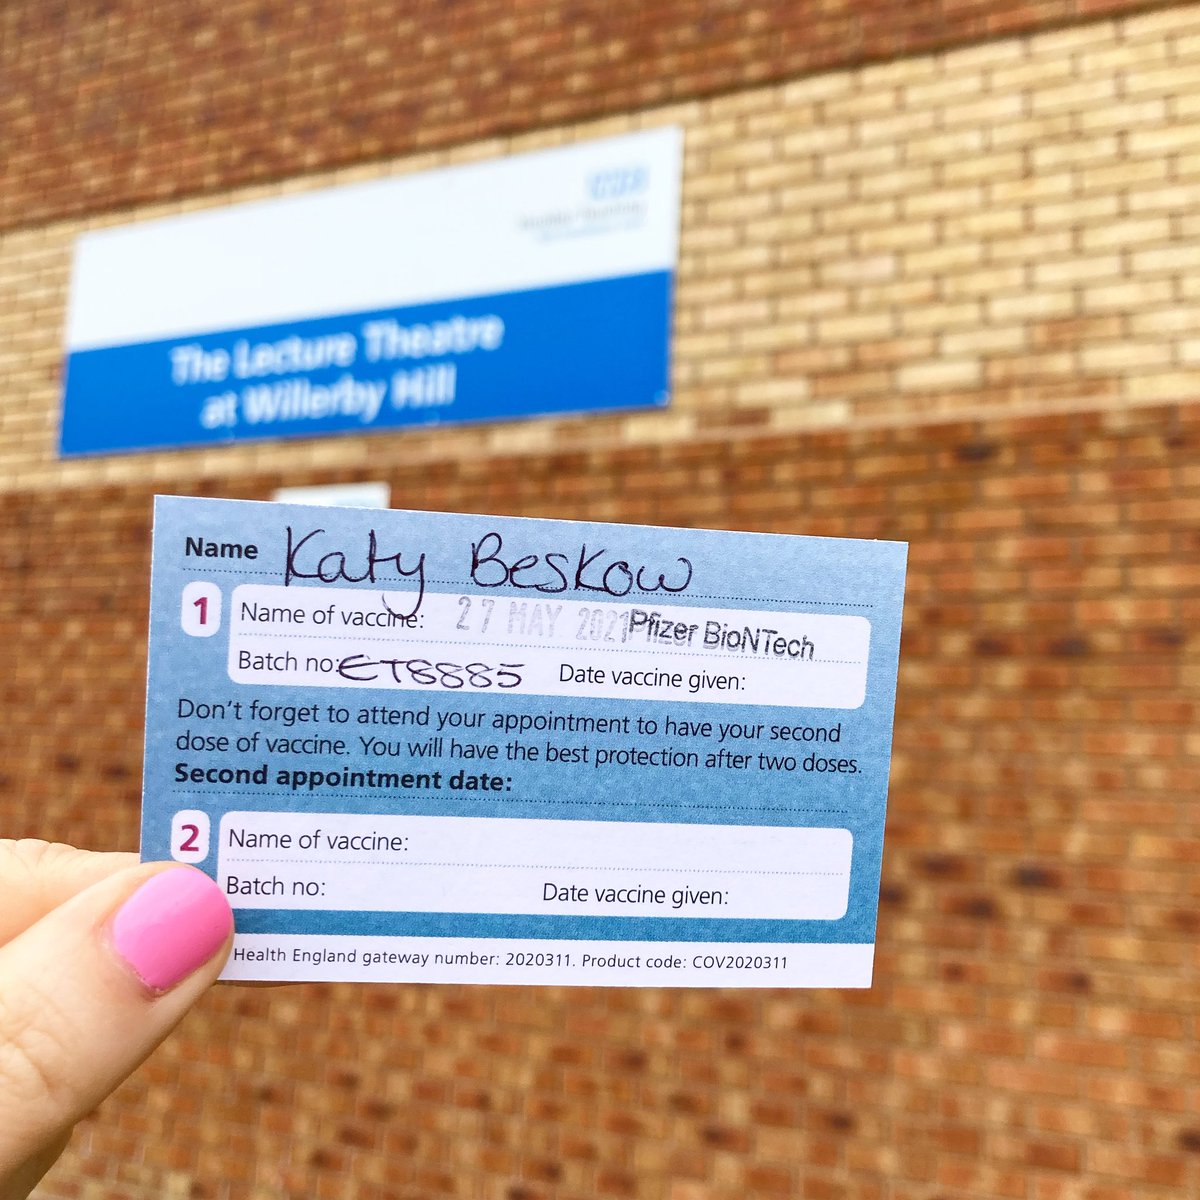 The Lecture Theatre
at Willerby Hill
Name Katy Beskow
1 Name of vaccine: 27 MAY 2021 Pfizer BioNTech
Batch no: ET8885 Date vaccine given:
Don't forget to attend your appointment to have your second
dose of vaccine. You will have the best protection after two doses.
Second appointment date:
2 Name of vaccine:
Batch no: Date vaccine given:
Health England gateway number: 2020311. Product code: COV2020311